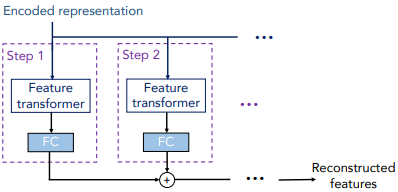 Encoded representation
Step 1
Step 2
Feature
transformer
Feature
transformer
FC
FC
+
Reconstructed
features